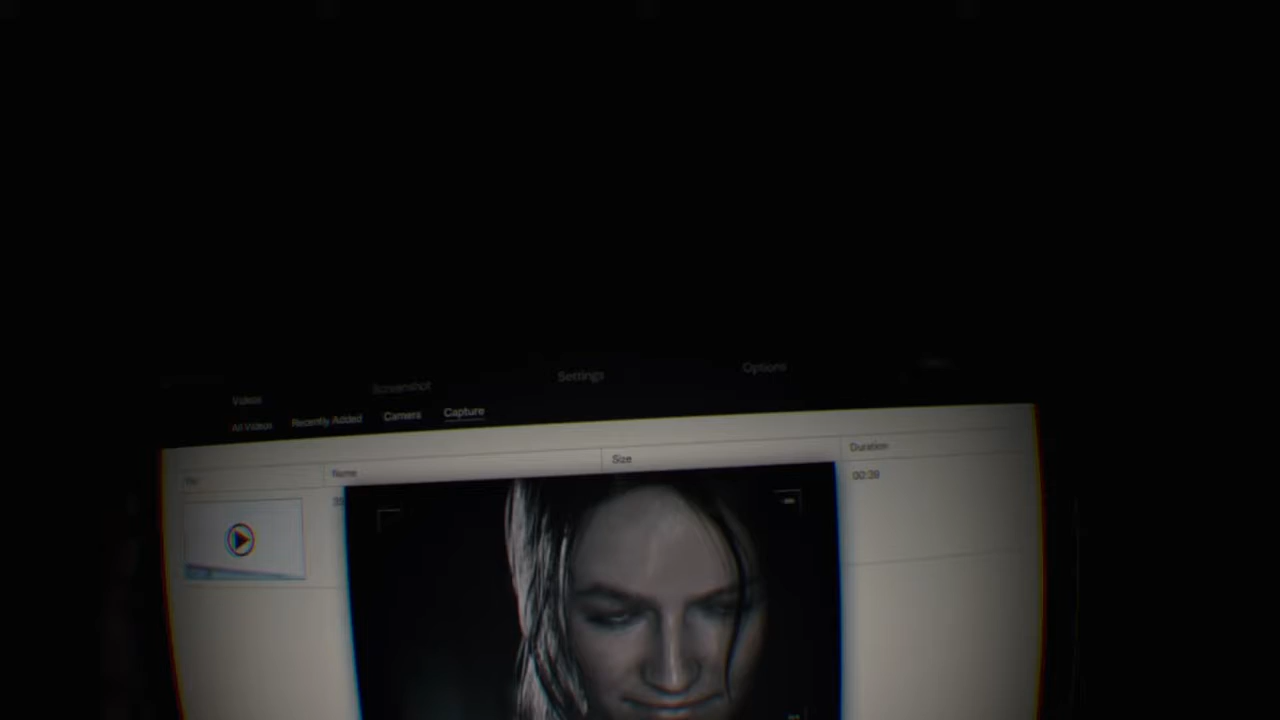 Screenshot Settings Options
Videos
All Videos Recently Added Camera Capture
Name Size Duration
00:39